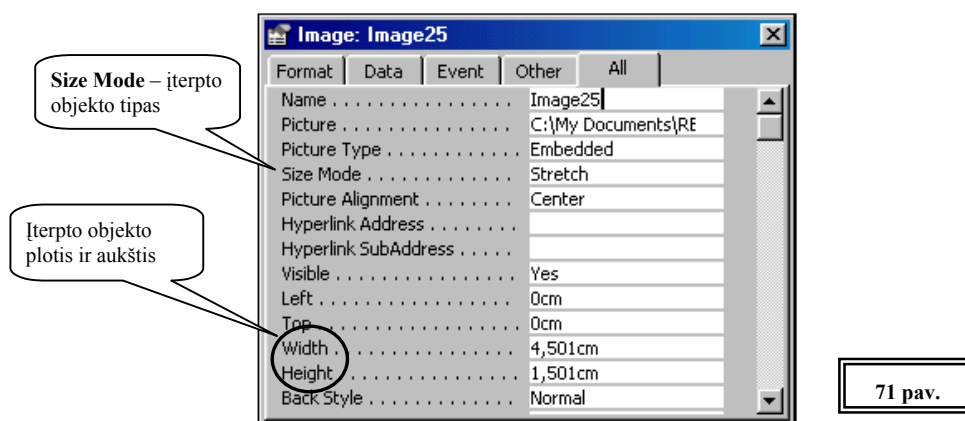 Image: Image25
Format Data Event Other All
Size Mode – įterpto
objekto tipas
Name . . . . . . . . . . . . . . . . Image25
Picture . . . . . . . . . . . . . . . C:\My Documents\RE
Picture Type . . . . . . . . . . . . Embedded
Size Mode . . . . . . . . . . . . . Stretch
Picture Alignment . . . . . . . . Center
Hyperlink Address . . . . . . . .
Hyperlink SubAddress . . . . .
Įterpto objekto
plotis ir aukštis
Visible . . . . . . . . . . . . . . . Yes
Left . . . . . . . . . . . . . . . . . 0cm
Top . . . . . . . . . . . . . . . . . 0cm
Width . . . . . . . . . . . . . . . 4,501cm
Height . . . . . . . . . . . . . . . 1,501cm
Back Style . . . . . . . . . . . . . Normal
71 pav.